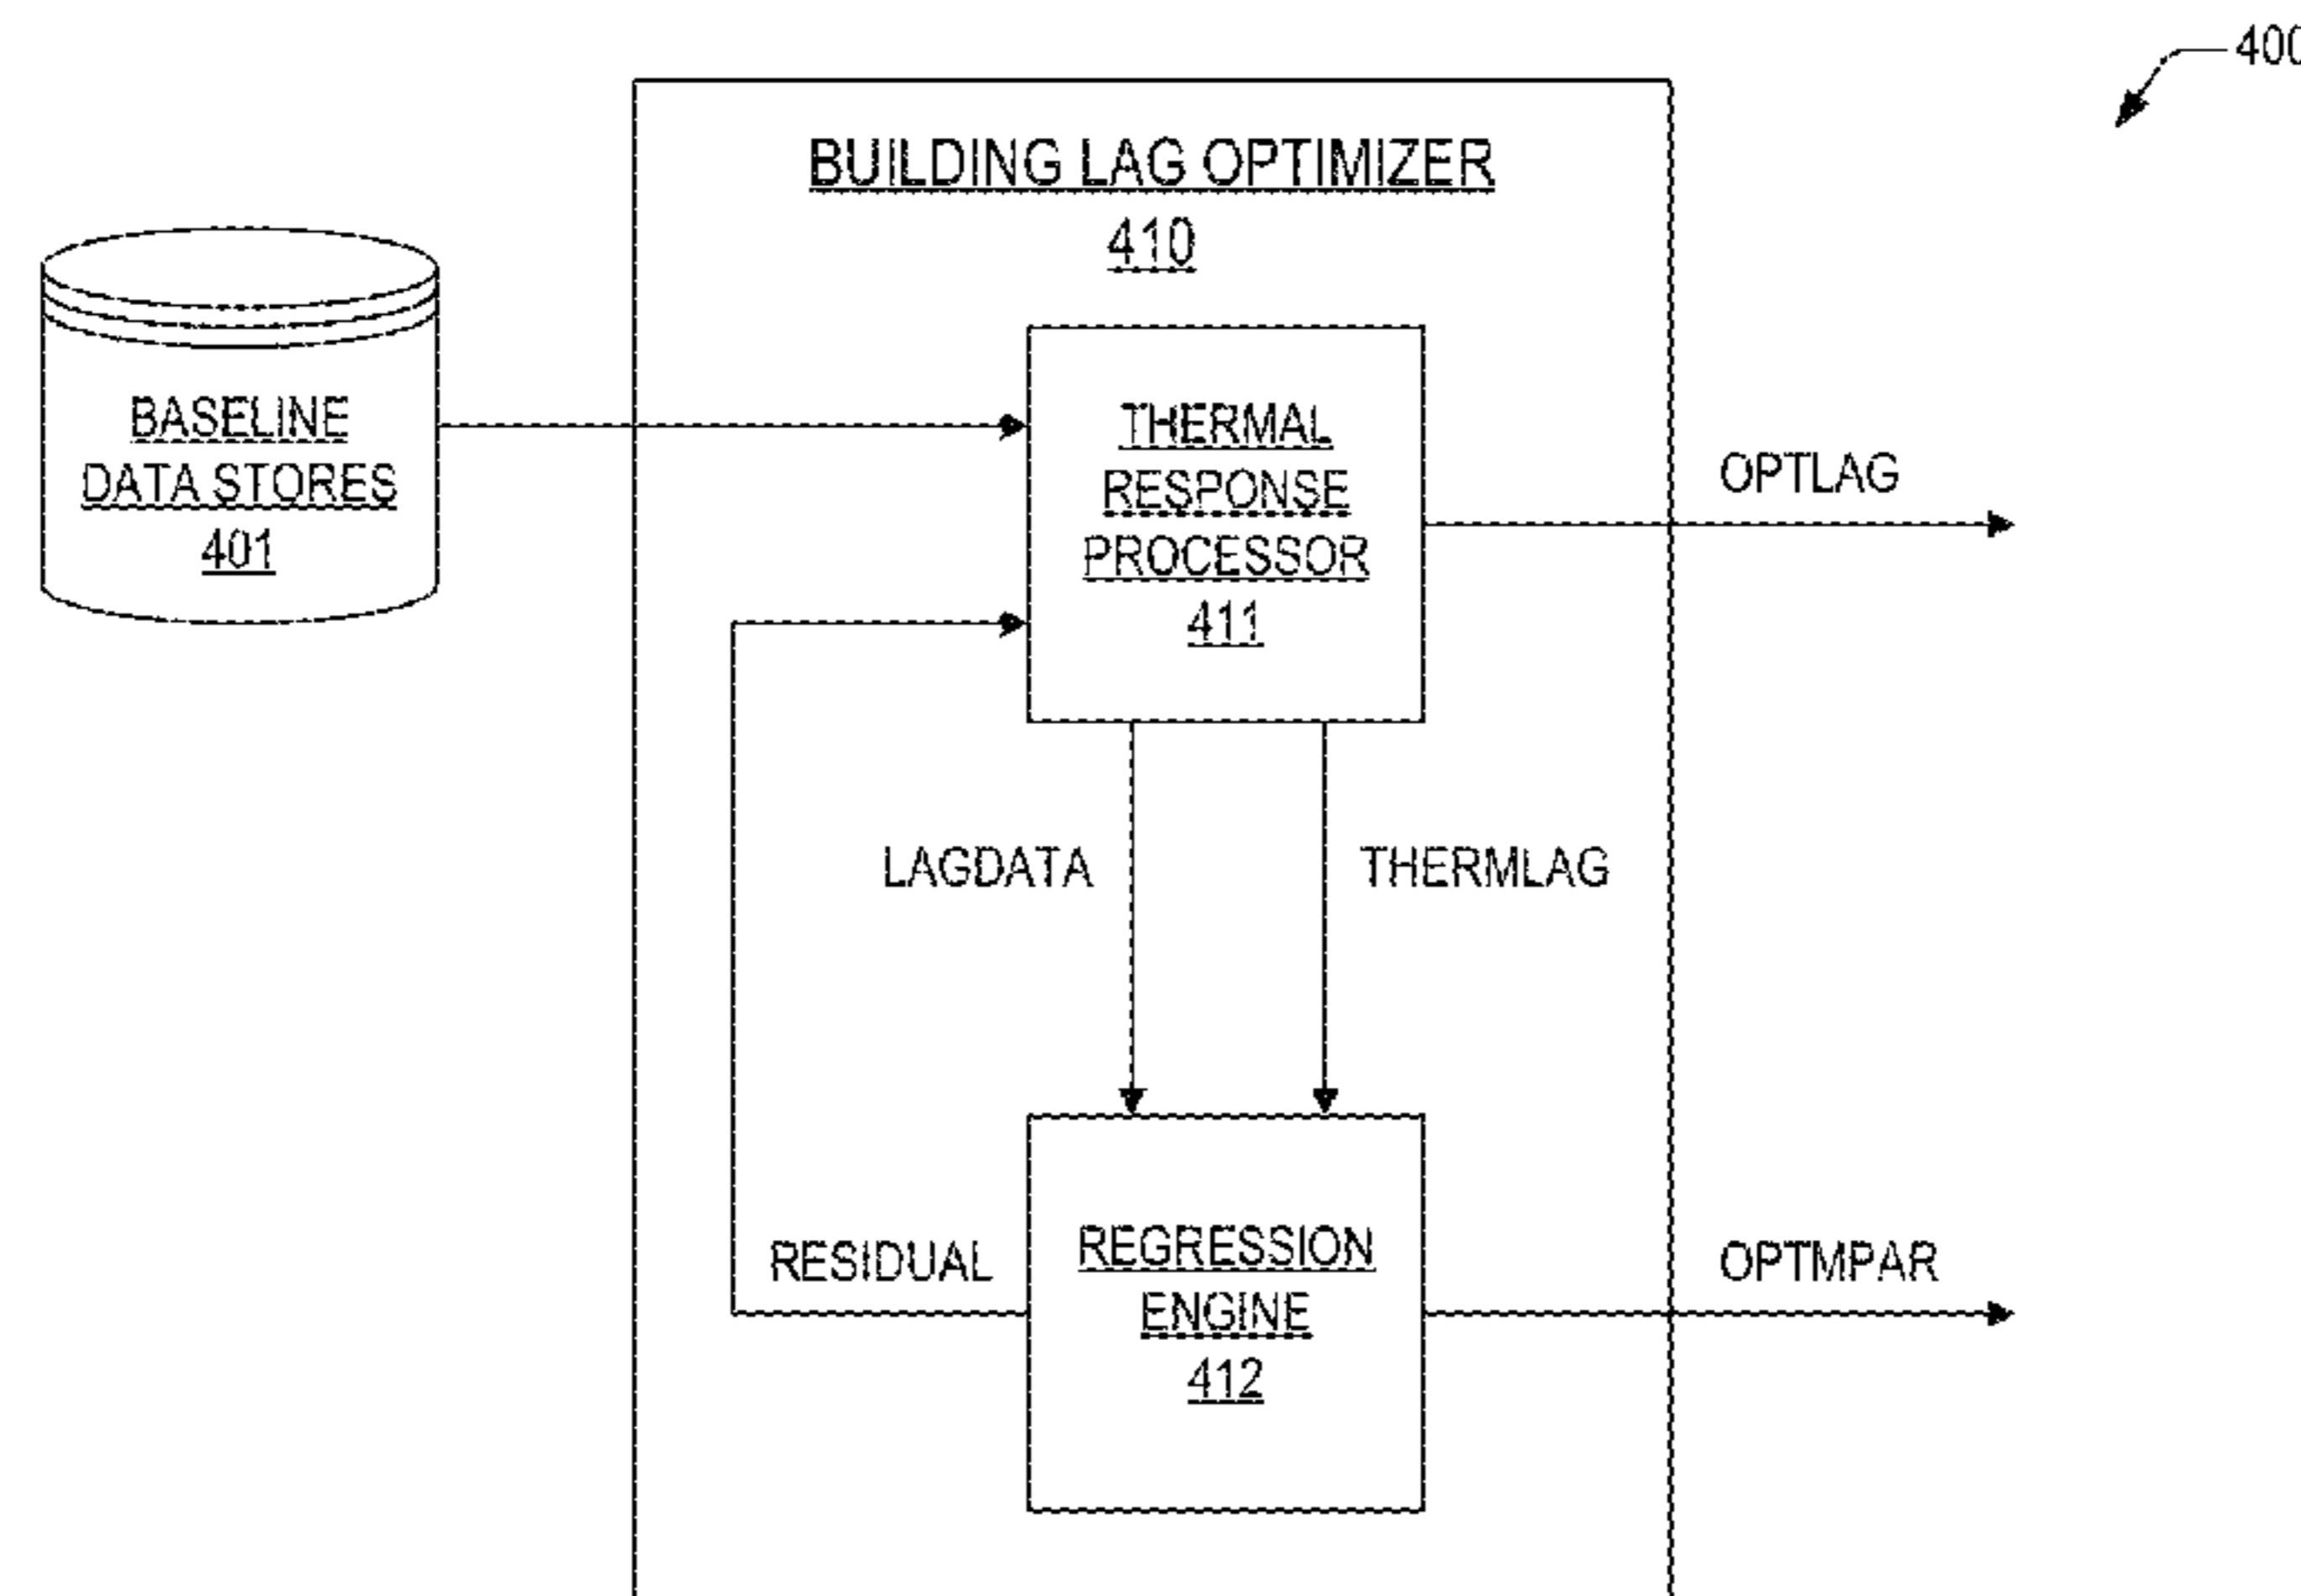 400
BUILDING LAG OPTIMIZER
410
BASELINE
DATA STORES
401
THERMAL
RESPONSE
PROCESSOR
411
OPTLAG
LAGDATA
THERMLAG
RESIDUAL
REGRESSION
ENGINE
412
OPTMPAR